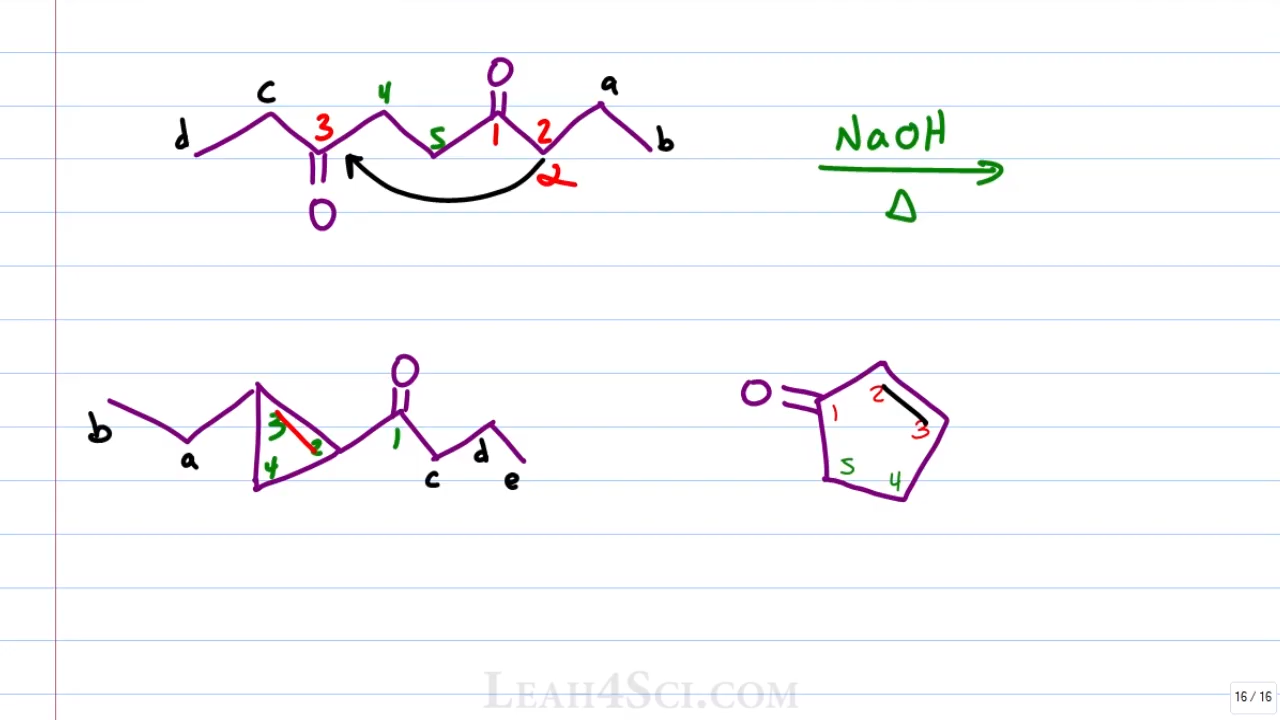 O
c 4 a
d 3 5 1 2 b
2
O
NaOH
Δ
O
b a 3 2 4 1 c d e
O 1 2 3 4 5
LEAH4SCI.COM
16 / 16